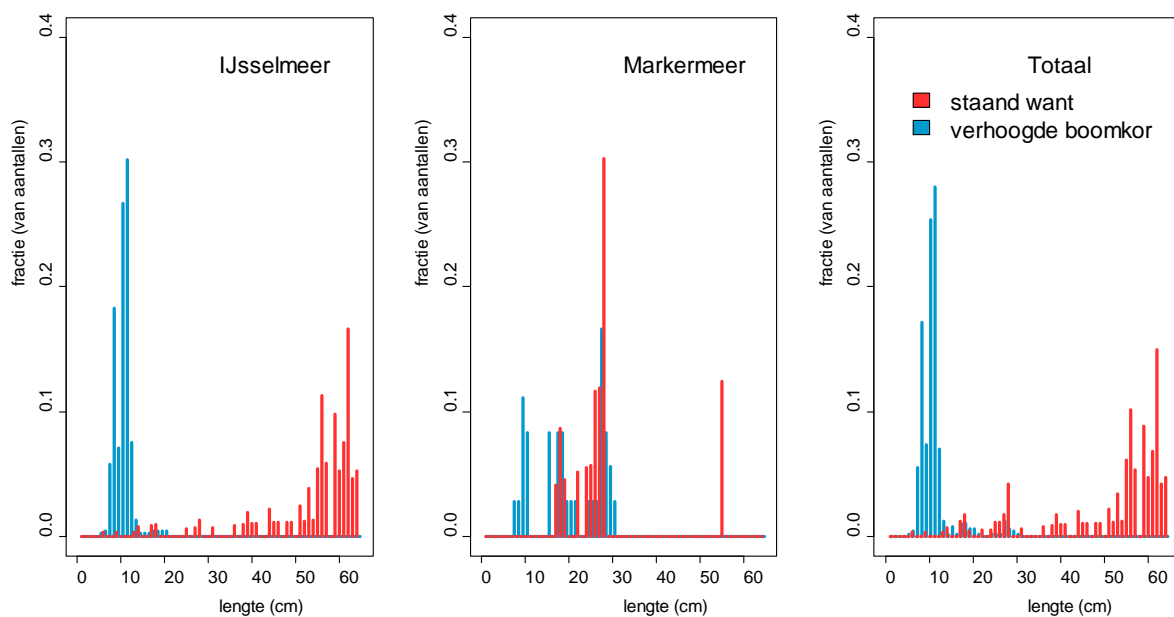 IJsselmeer
fractie (van aantallen)
0.0 0.1 0.2 0.3 0.4
0 10 20 30 40 50 60
lengte (cm)
Markermeer
fractie (van aantallen)
0.0 0.1 0.2 0.3 0.4
0 10 20 30 40 50 60
lengte (cm)
Totaal
staand want
verhoogde boomkor
fractie (van aantallen)
0.0 0.1 0.2 0.3 0.4
0 10 20 30 40 50 60
lengte (cm)